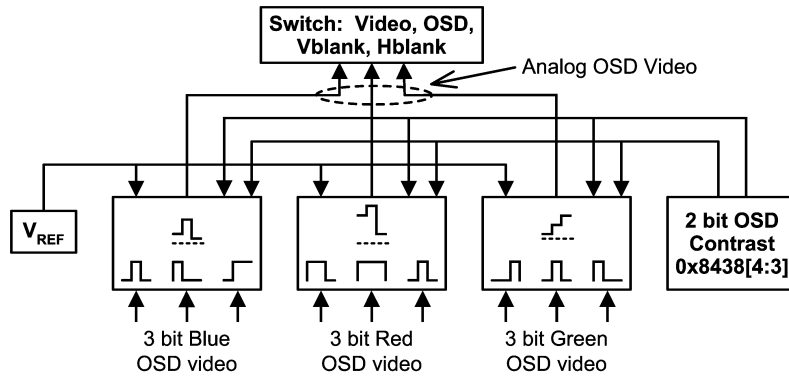 Switch: Video, OSD,
Vblank, Hblank
Analog OSD Video
VREF
2 bit OSD
Contrast
0x8438[4:3]
3 bit Blue
OSD video
3 bit Red
OSD video
3 bit Green
OSD video